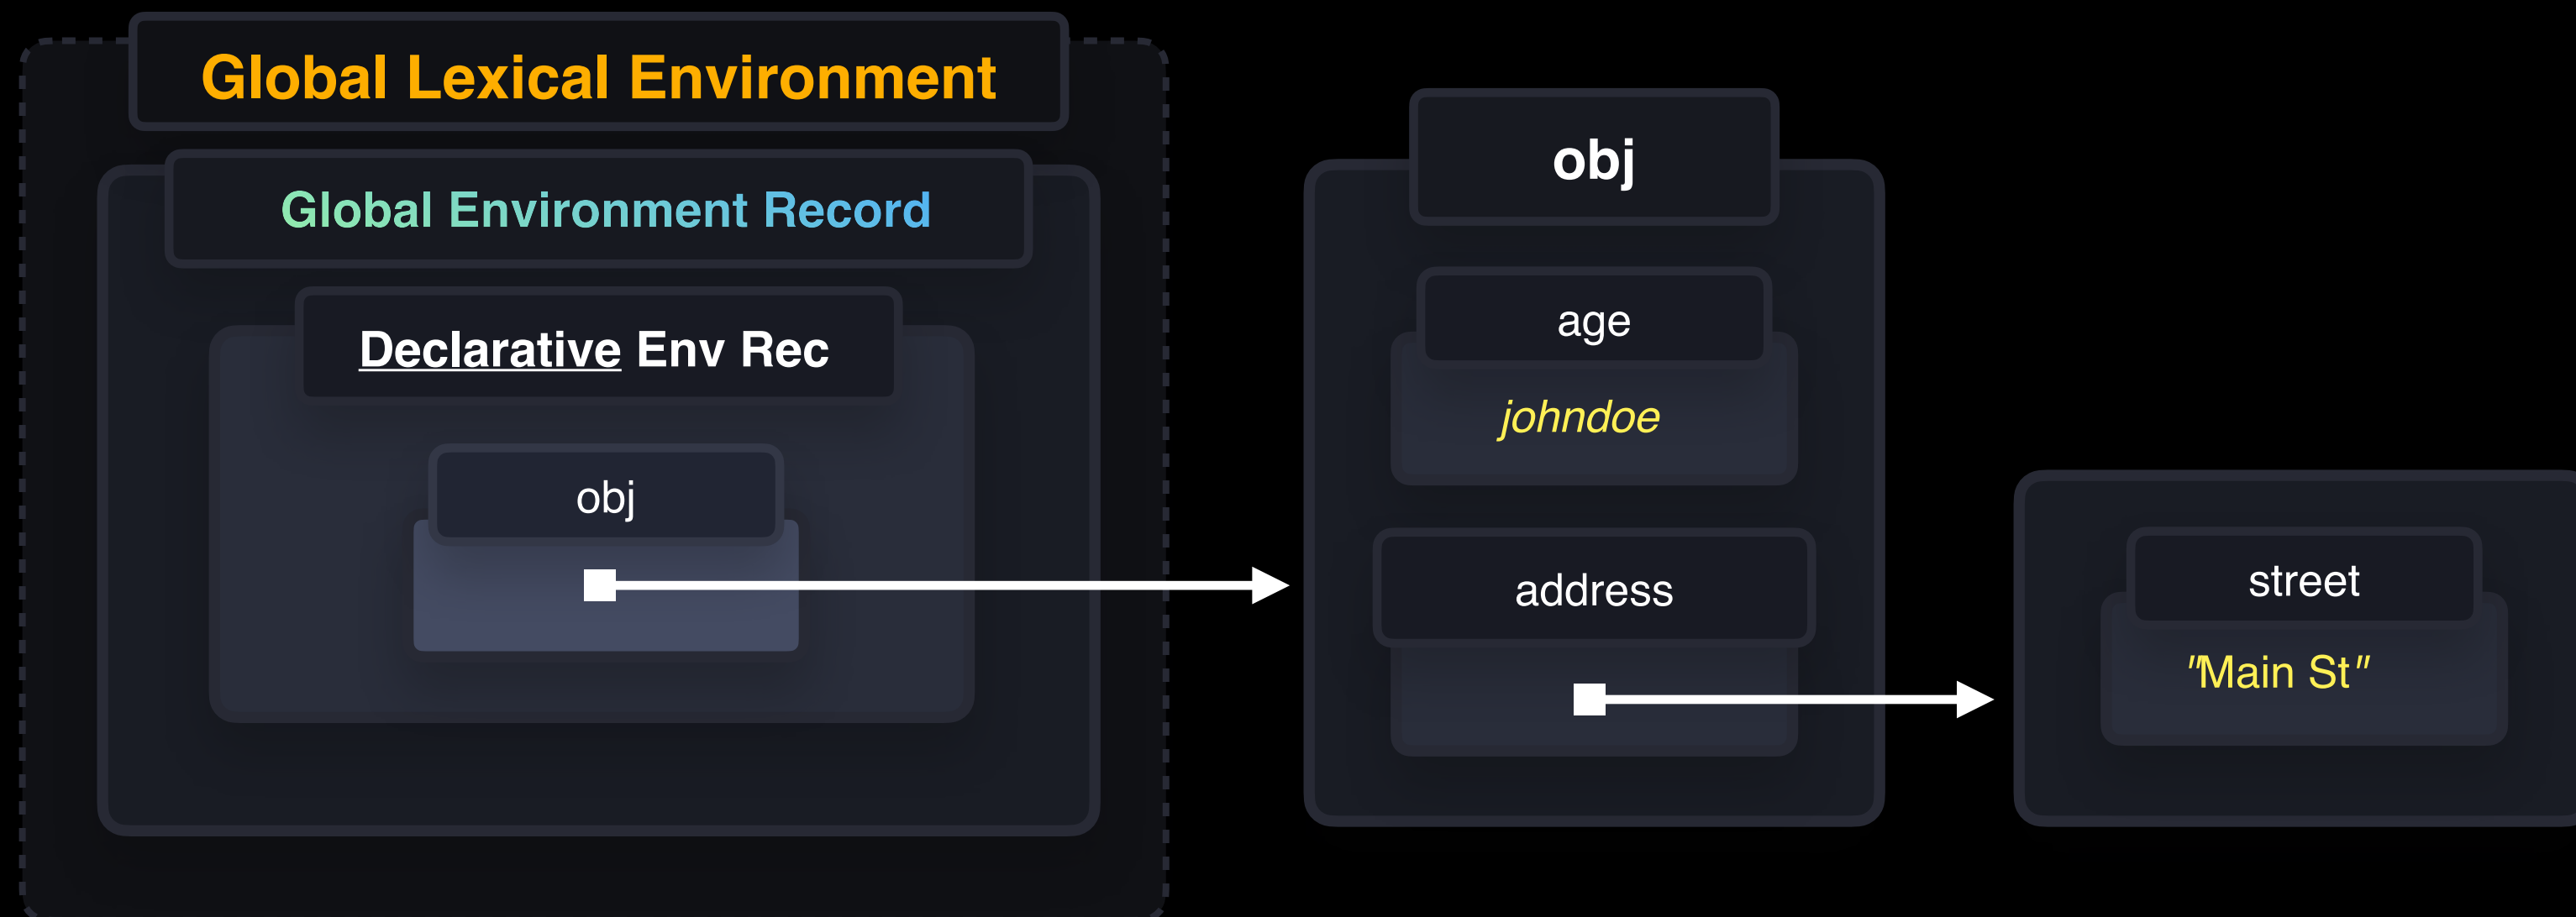 Global Lexical Environment
Global Environment Record
Declarative Env Rec
obj
obj
age
johndoe
address
street
"Main St"